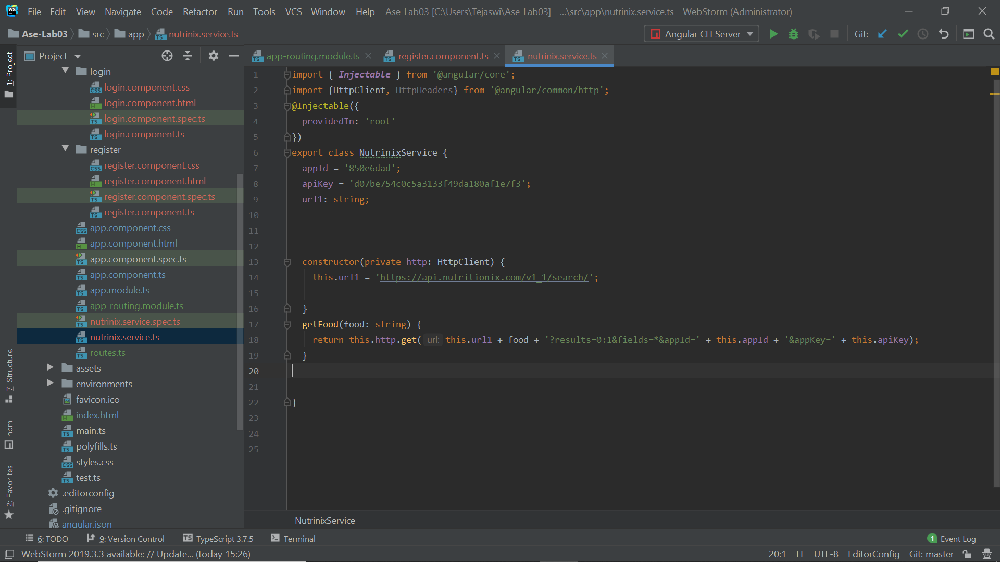 WS File Edit View Navigate Code Refactor Run Tools VCS Window Help Ase-Lab03 [C:\Users\Tejaswi\Ase-Lab03] - ...\src\app\nutrinix.service.ts - WebStorm (Administrator)
Ase-Lab03 src app nutrinix.service.ts Angular CLI Server Git:
1: Project
7: Structure
npm
2: Favorites
Project
login
login.component.css
login.component.html
login.component.spec.ts
login.component.ts
register
register.component.css
register.component.html
register.component.spec.ts
register.component.ts
app.component.css
app.component.html
app.component.spec.ts
app.component.ts
app.module.ts
app-routing.module.ts
nutrinix.service.spec.ts
nutrinix.service.ts
routes.ts
assets
environments
favicon.ico
index.html
main.ts
polyfills.ts
styles.css
test.ts
.editorconfig
.gitignore
angular.json
app-routing.module.ts register.component.ts nutrinix.service.ts
1 import { Injectable } from '@angular/core';
2 import {HttpClient, HttpHeaders} from '@angular/common/http';
3 @Injectable({
4 providedIn: 'root'
5 })
6 export class NutrinixService {
7 appId = '850e6dad';
8 apiKey = 'd07be754c0c5a3133f49da180af1e7f3';
9 url1: string;
10
11
12
13 constructor(private http: HttpClient) {
14 this.url1 = 'https://api.nutritionix.com/v1_1/search/';
15
16 }
17 getFood(food: string) {
18 return this.http.get( url: this.url1 + food + '?results=0:1&fields=*&appId=' + this.appId + '&appKey=' + this.apiKey);
19 }
20
21
22 }
23
24
25
NutrinixService
6: TODO 9: Version Control TypeScript 3.7.5 Terminal 1 Event Log
WebStorm 2019.3.3 available: // Update... (today 15:26) 20:1 LF UTF-8 EditorConfig Git: master